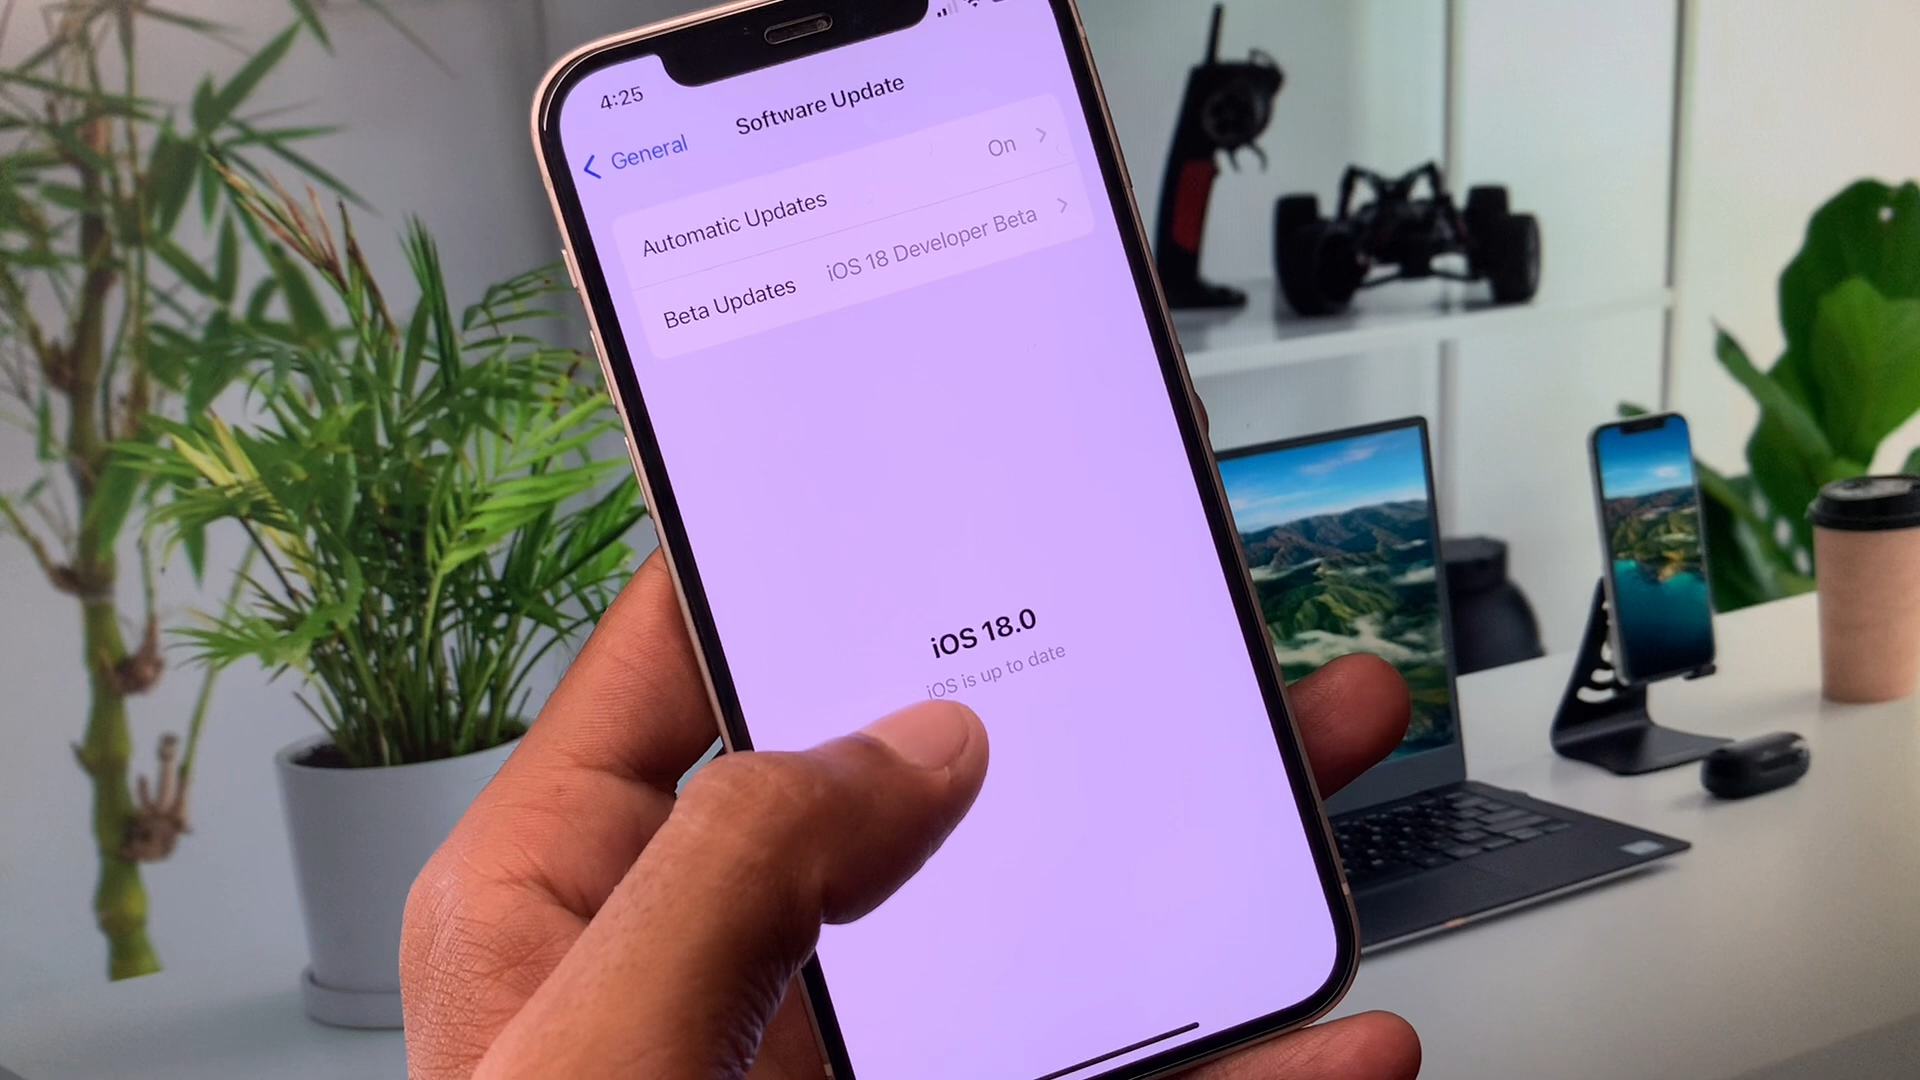 4:25
General
Software Update
Automatic Updates On
Beta Updates iOS 18 Developer Beta
iOS 18.0
iOS is up to date